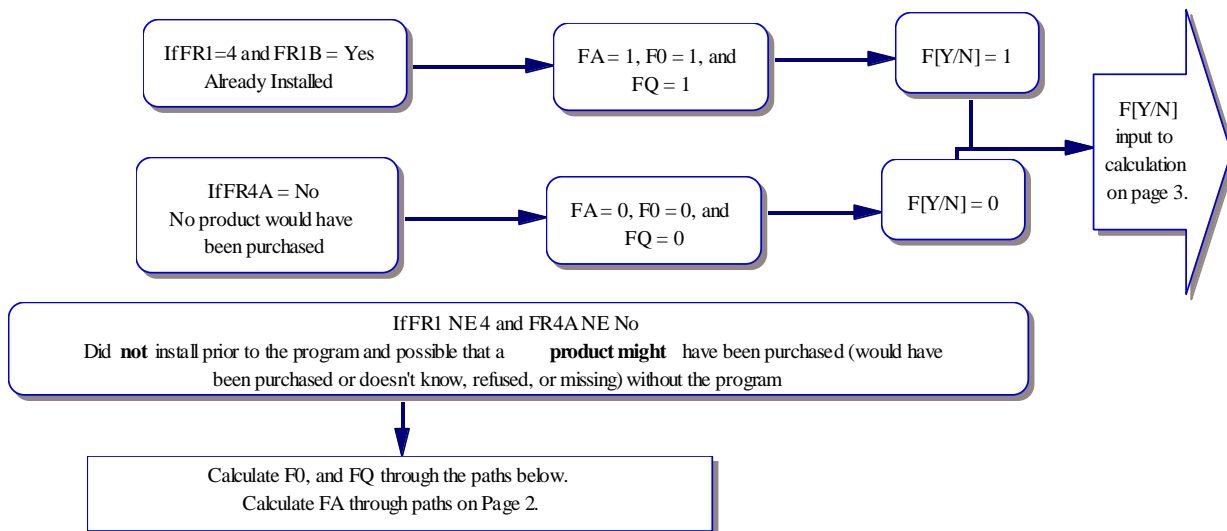 If FR1=4 and FR1B = Yes
Already Installed
FA = 1, F0 = 1, and
FQ = 1
F[Y/N] = 1
F[Y/N]
input to
calculation
on page 3.
If FR4A = No
No product would have
been purchased
FA = 0, F0 = 0, and
FQ = 0
F[Y/N] = 0
If FR1 NE 4 and FR4A NE No
Did not install prior to the program and possible that a product might have been purchased (would have
been purchased or doesn't know, refused, or missing) without the program
Calculate F0, and FQ through the paths below.
Calculate FA through paths on Page 2.